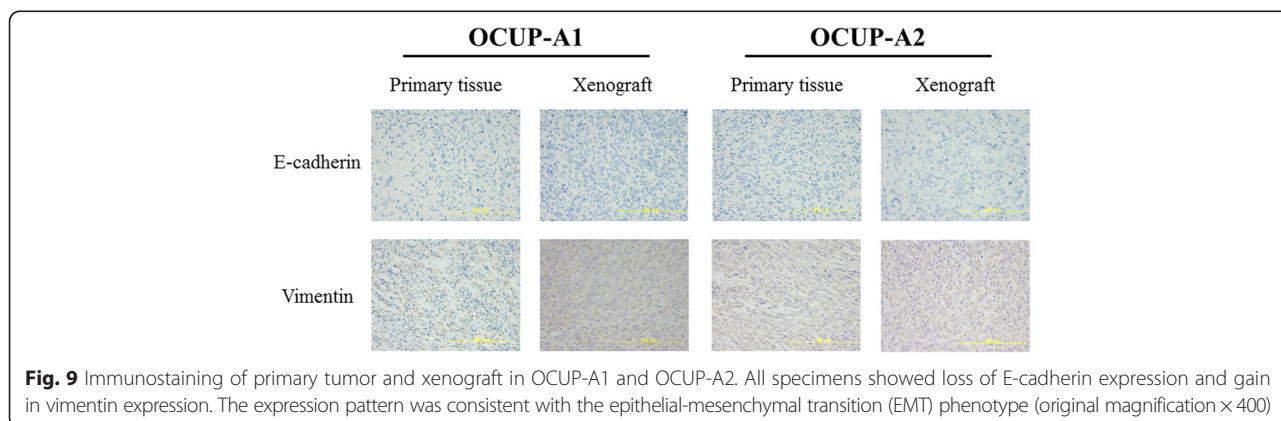 OCUP-A1 OCUP-A2
Primary tissue Xenograft Primary tissue Xenograft
E-cadherin
Vimentin
Fig. 9 Immunostaining of primary tumor and xenograft in OCUP-A1 and OCUP-A2. All specimens showed loss of E-cadherin expression and gain
in vimentin expression. The expression pattern was consistent with the epithelial-mesenchymal transition (EMT) phenotype (original magnification × 400)